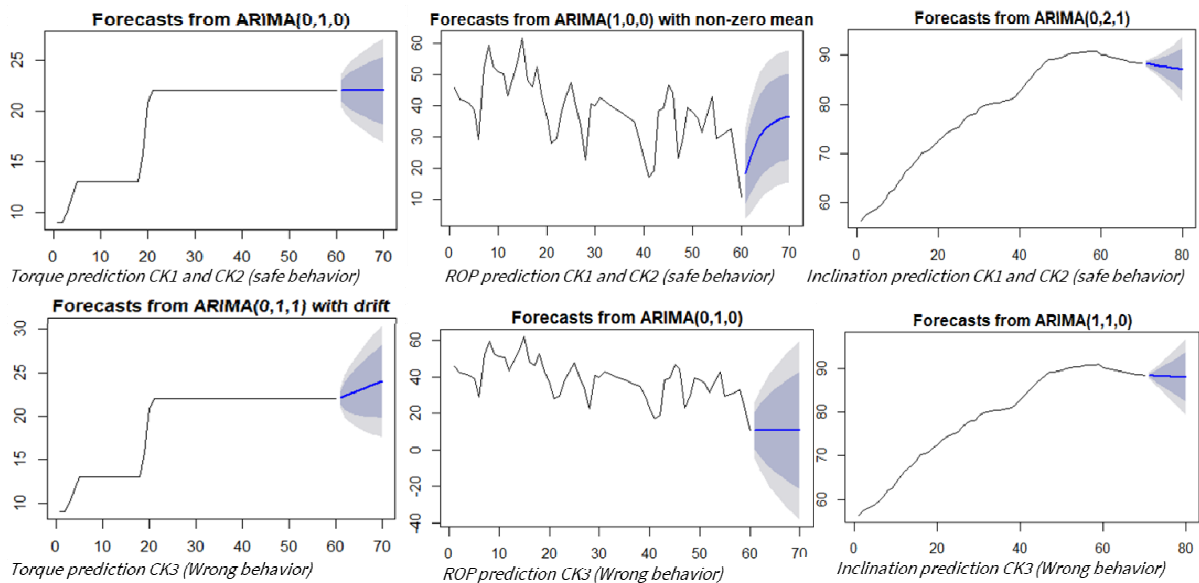 Forecasts from ARIMA(0,1,0)
25
20
15
10
0 10 20 30 40 50 60 70
Torque prediction CK1 and CK2 (safe behavior)
Forecasts from ARIMA(1,0,0) with non-zero mean
60
50
40
30
20
10
0 10 20 30 40 50 60 70
ROP prediction CK1 and CK2 (safe behavior)
Forecasts from ARIMA(0,2,1)
90
80
70
60
0 20 40 60 80
Inclination prediction CK1 and CK2 (safe behavior)
Forecasts from ARIMA(0,1,1) with drift
30
25
20
15
10
0 10 20 30 40 50 60 70
Torque prediction CK3 (Wrong behavior)
Forecasts from ARIMA(0,1,0)
60
40
20
0
-20
-40
0 10 20 30 40 50 60 70
ROP prediction CK3 (Wrong behavior)
Forecasts from ARIMA(1,1,0)
90
80
70
60
0 20 40 60 80
Inclination prediction CK3 (Wrong behavior)